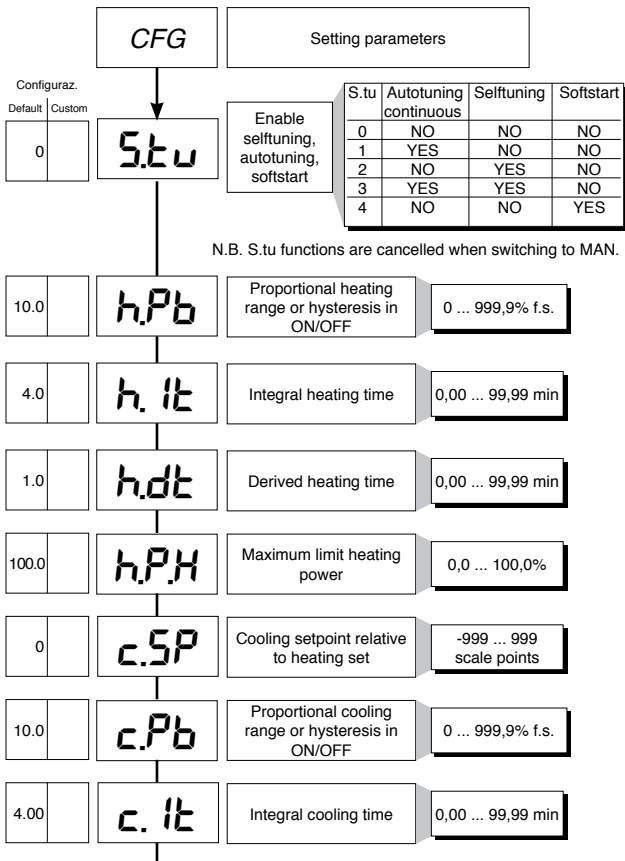 CFG
Setting parameters
Configuraz.
Default Custom
0
S.tu
Enable
selftuning,
autotuning,
softstart
S.tu Autotuning continuous Selftuning Softstart
0 NO NO NO
1 YES NO NO
2 NO YES NO
3 YES YES NO
4 NO NO YES
N.B. S.tu functions are cancelled when switching to MAN.
10.0
h.Pb
Proportional heating
range or hysteresis in
ON/OFF
0 ... 999,9% f.s.
4.0
h.It
Integral heating time
0,00 ... 99,99 min
1.0
h.dt
Derived heating time
0,00 ... 99,99 min
100.0
h.P.H
Maximum limit heating
power
0,0 ... 100,0%
0
c.SP
Cooling setpoint relative
to heating set
-999 ... 999
scale points
10.0
c.Pb
Proportional cooling
range or hysteresis in
ON/OFF
0 ... 999,9% f.s.
4.00
c.It
Integral cooling time
0,00 ... 99,99 min